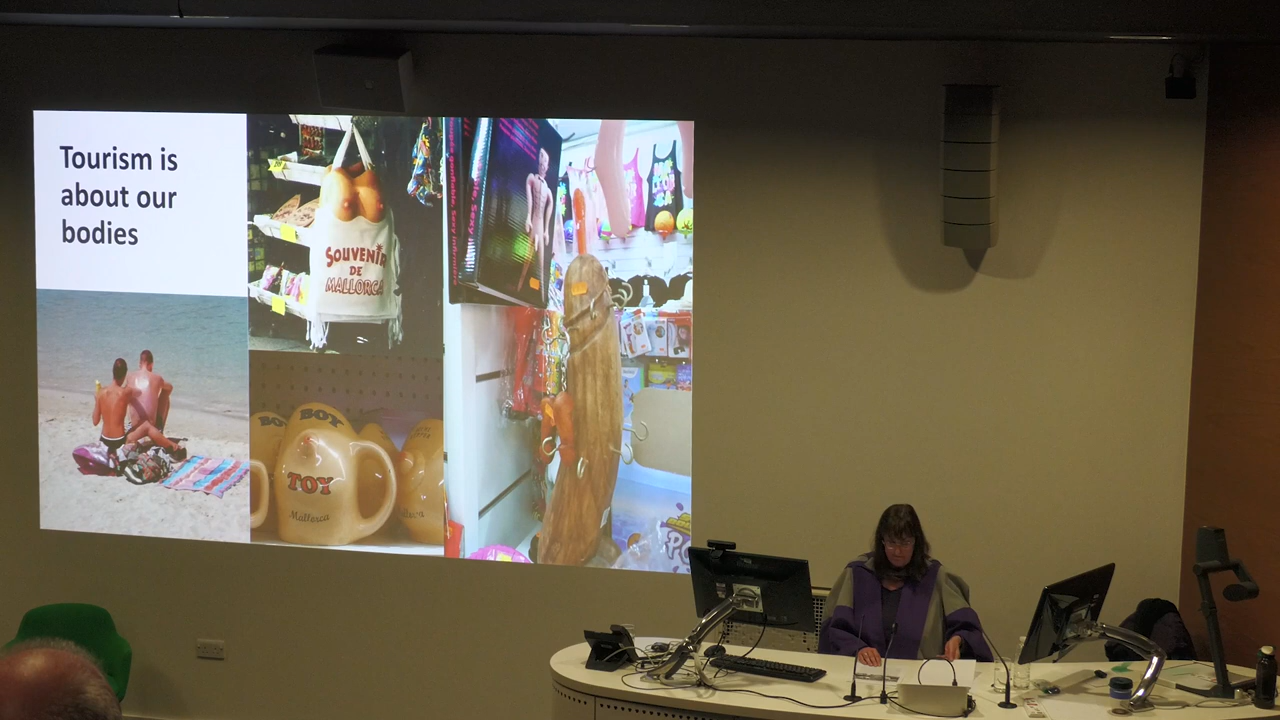 Tourism is
about our
bodies
SOUVENIR
DE
MALLORCA
BOY
TOY
Mallorca